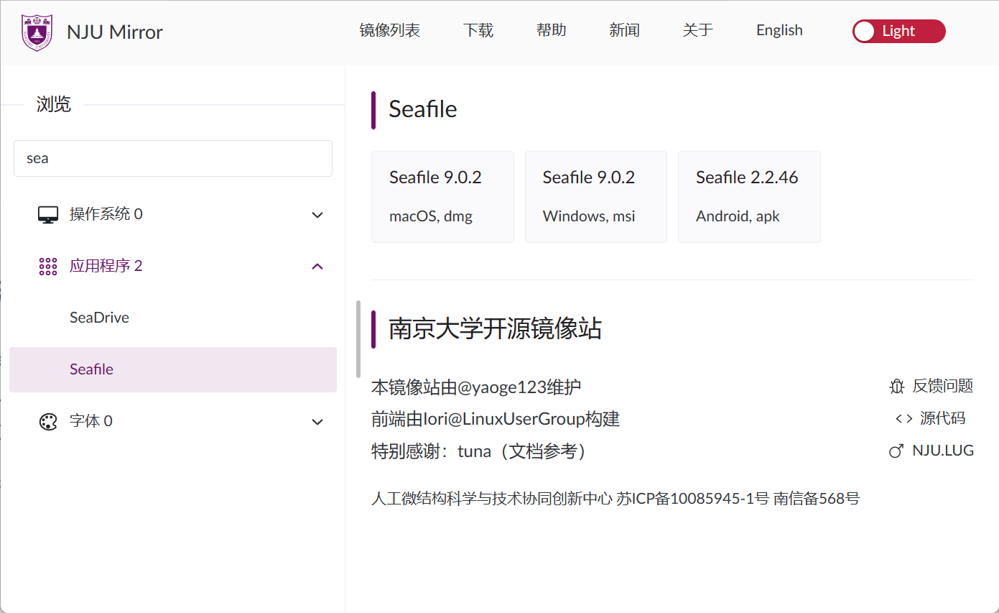 NJU Mirror
镜像列表 下载 帮助 新闻 关于 English Light
浏览
sea
操作系统 0
应用程序 2
SeaDrive
Seafile
字体 0
Seafile
Seafile 9.0.2
macOS, dmg
Seafile 9.0.2
Windows, msi
Seafile 2.2.46
Android, apk
南京大学开源镜像站
本镜像站由@yaoge123维护
前端由Iori@LinuxUserGroup构建
特别感谢：tuna（文档参考）
反馈问题
源代码
NJU.LUG
人工微结构科学与技术协同创新中心 苏ICP备10085945-1号 南信备568号